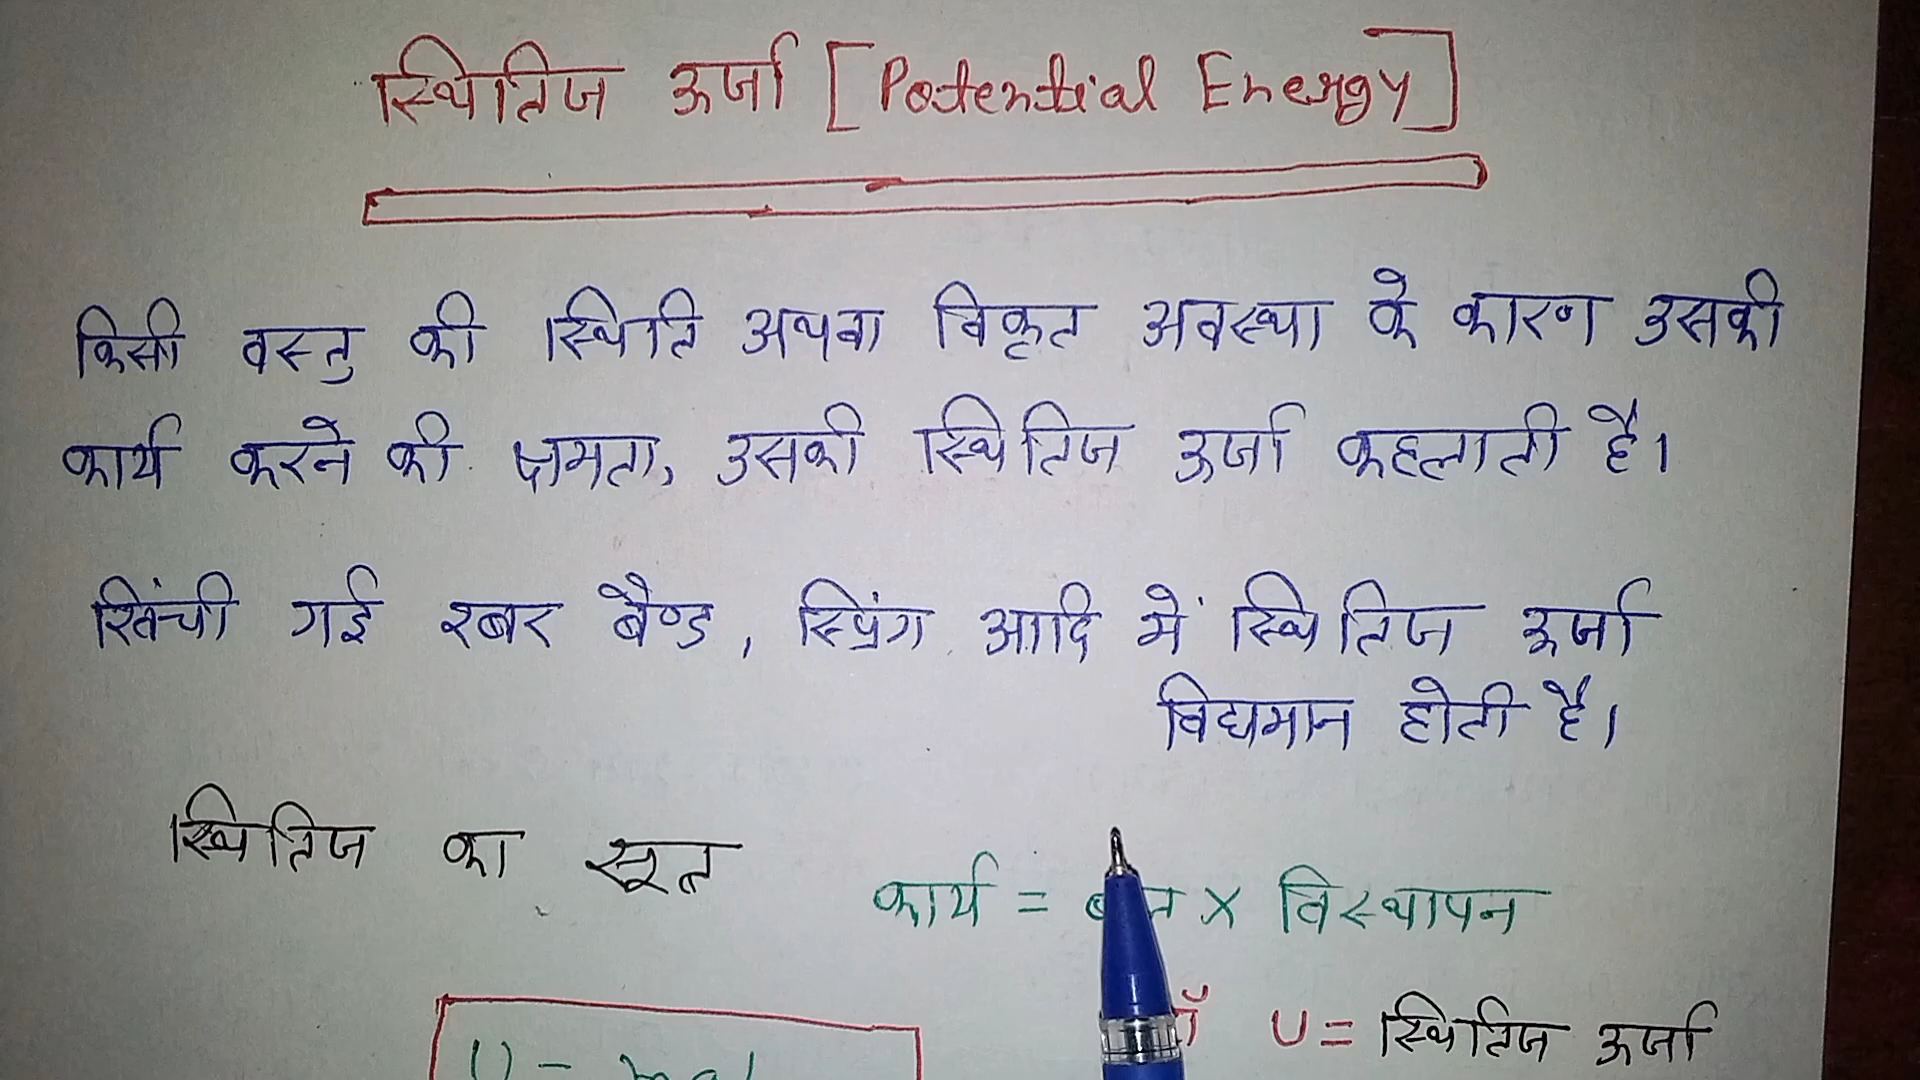 स्थितिज ऊर्जा [Potential Energy]
किसी वस्तु की स्थिति अथवा विकृत अवस्था के कारण उसकी
कार्य करने की क्षमता, उसकी स्थितिज ऊर्जा कहलाती है।
खिंची गई रबर बैण्ड, स्प्रिंग आदि में स्थितिज ऊर्जा
विद्यमान होती है।
स्थितिज का सूत्र
कार्य = × विस्थापन
U = स्थितिज ऊर्जा